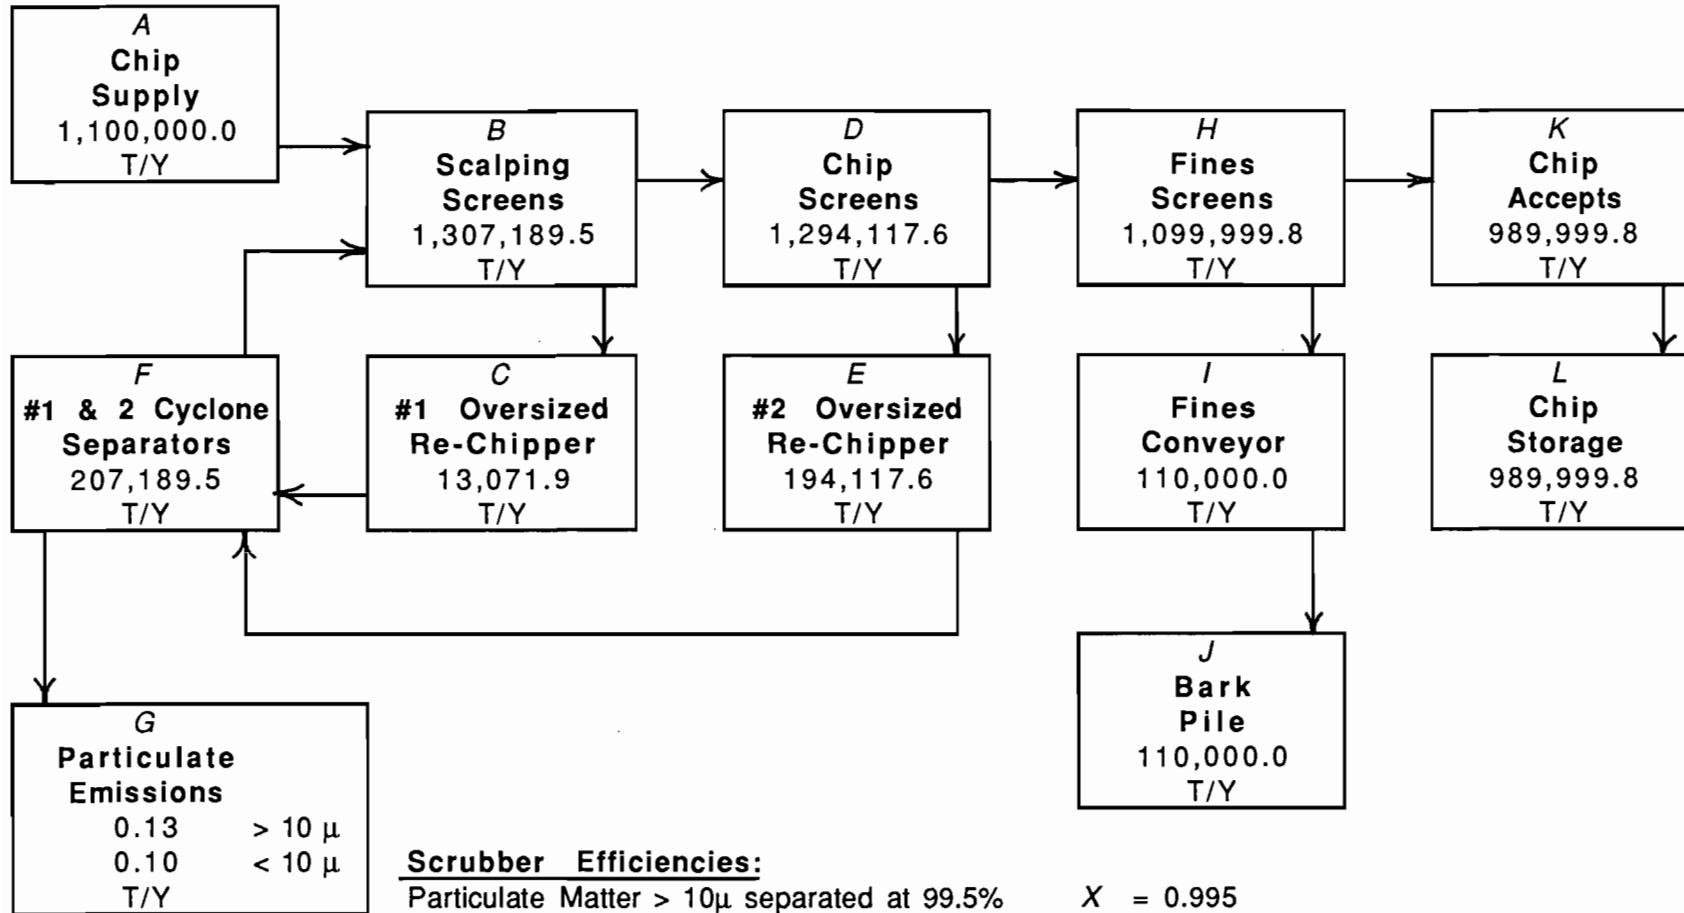 A
Chip
Supply
1,100,000.0
T/Y
B
Scalping
Screens
1,307,189.5
T/Y
D
Chip
Screens
1,294,117.6
T/Y
H
Fines
Screens
1,099,999.8
T/Y
K
Chip
Accepts
989,999.8
T/Y
F
#1 & 2 Cyclone
Separators
207,189.5
T/Y
C
#1 Oversized
Re-Chipper
13,071.9
T/Y
E
#2 Oversized
Re-Chipper
194,117.6
T/Y
I
Fines
Conveyor
110,000.0
T/Y
L
Chip
Storage
989,999.8
T/Y
J
Bark
Pile
110,000.0
T/Y
G
Particulate
Emissions
0.13 > 10 μ
0.10 < 10 μ
T/Y
Scrubber Efficiencies:
Particulate Matter > 10μ separated at 99.5% X = 0.995